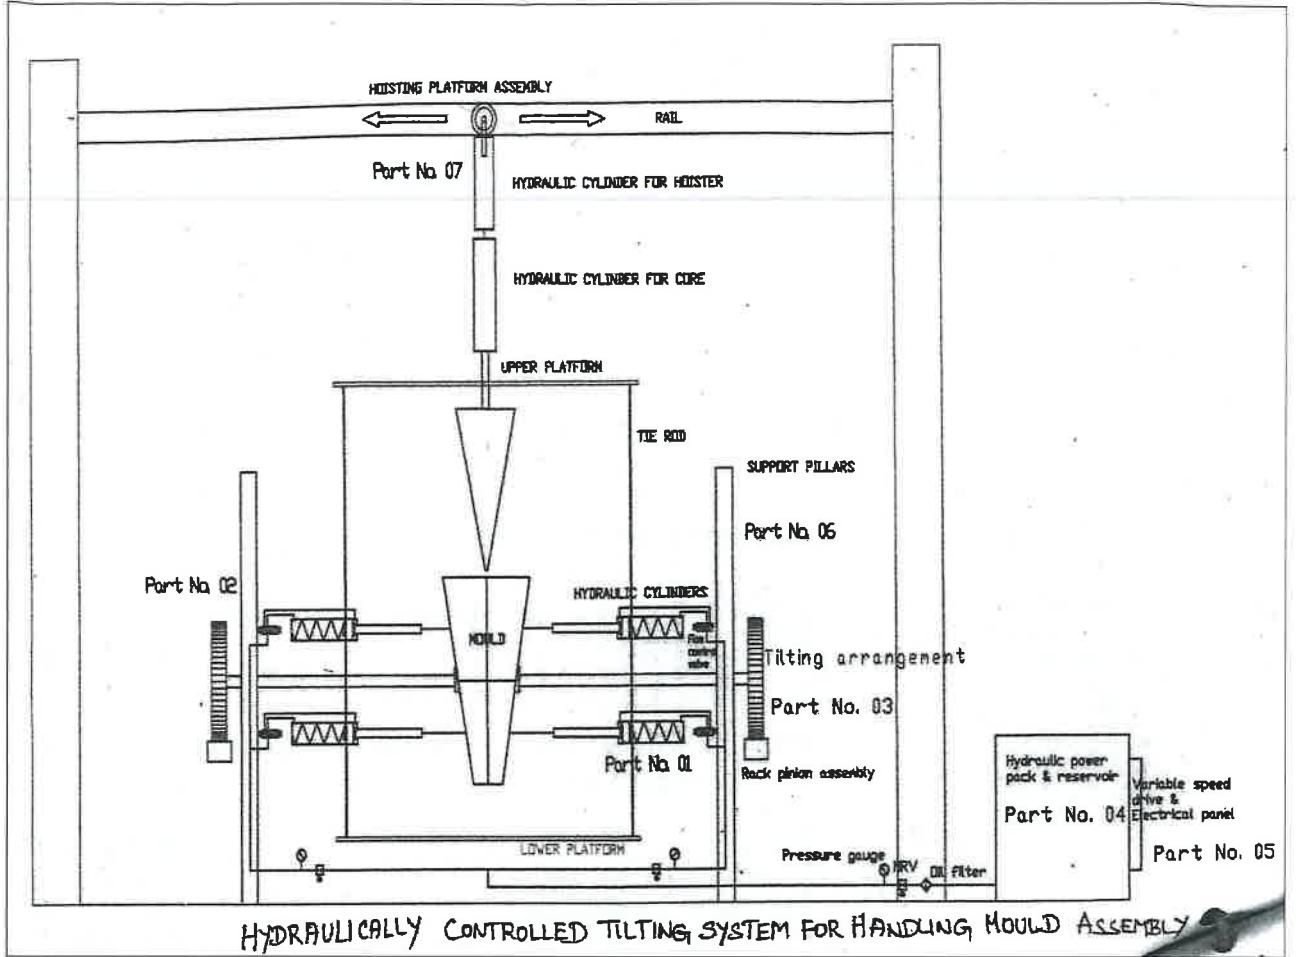 HOISTING PLATFORM ASSEMBLY
RAIL
Part No. 07
HYDRAULIC CYLINDER FOR HOISTER
HYDRAULIC CYLINDER FOR CORE
UPPER PLATFORM
TIE ROD
SUPPORT PILLARS
Part No. 06
Part No. 02
HYDRAULIC CYLINDERS
MOULD
Flow
control
valve
Tilting arrangement
Part No. 03
Part No. 01
Rack pinion assembly
Hydraulic power
pack & reservoir
Part No. 04
Variable speed
drive &
Electrical panel
Part No. 05
LOWER PLATFORM
Pressure gauge
NRV
Oil filter
HYDRAULICALLY CONTROLLED TILTING SYSTEM FOR HANDLING MOULD ASSEMBLY